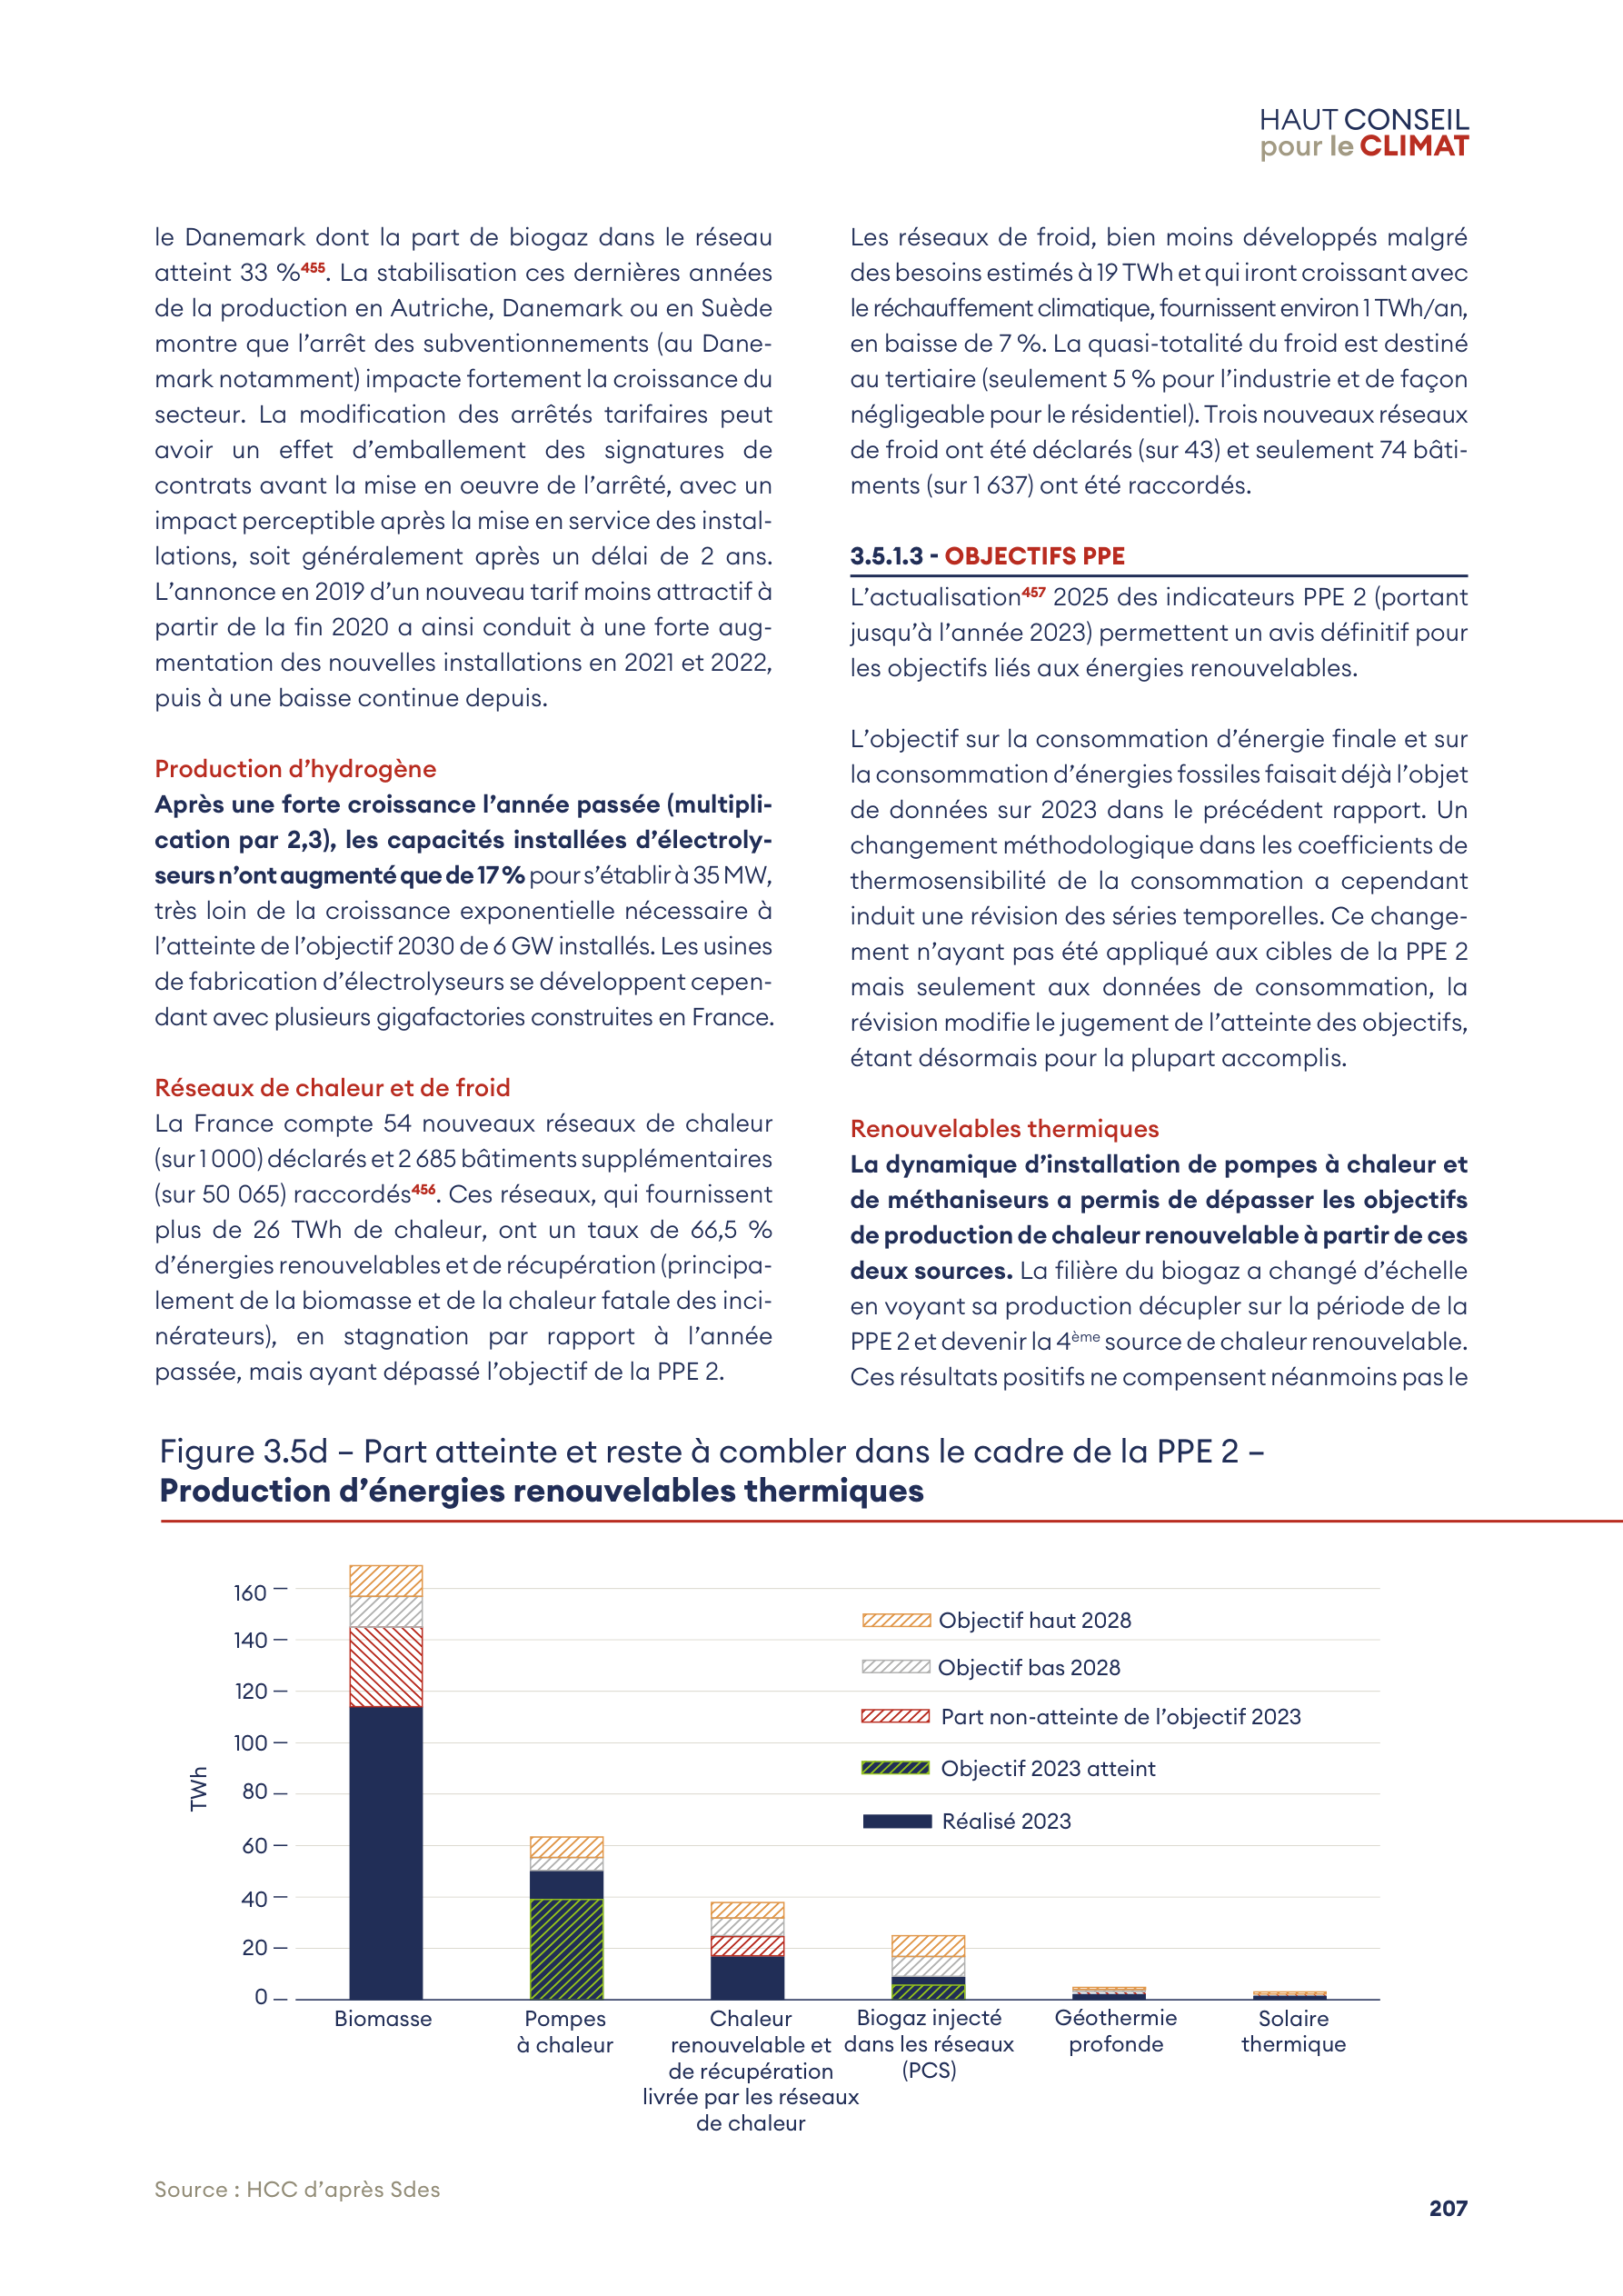 HAUT CONSEIL
pour le CLIMAT
le Danemark dont la part de biogaz dans le réseau
atteint 33 %455. La stabilisation ces dernières années
de la production en Autriche, Danemark ou en Suède
montre que l’arrêt des subventionnements (au Dane-
mark notamment) impacte fortement la croissance du
secteur. La modification des arrêtés tarifaires peut
avoir un effet d’emballement des signatures de
contrats avant la mise en oeuvre de l’arrêté, avec un
impact perceptible après la mise en service des instal-
lations, soit généralement après un délai de 2 ans.
L’annonce en 2019 d’un nouveau tarif moins attractif à
partir de la fin 2020 a ainsi conduit à une forte aug-
mentation des nouvelles installations en 2021 et 2022,
puis à une baisse continue depuis.
Production d’hydrogène
Après une forte croissance l’année passée (multipli-
cation par 2,3), les capacités installées d’électroly-
seurs n’ont augmenté que de 17 % pour s’établir à 35 MW,
très loin de la croissance exponentielle nécessaire à
l’atteinte de l’objectif 2030 de 6 GW installés. Les usines
de fabrication d’électrolyseurs se développent cepen-
dant avec plusieurs gigafactories construites en France.
Réseaux de chaleur et de froid
La France compte 54 nouveaux réseaux de chaleur
(sur 1 000) déclarés et 2 685 bâtiments supplémentaires
(sur 50 065) raccordés456. Ces réseaux, qui fournissent
plus de 26 TWh de chaleur, ont un taux de 66,5 %
d’énergies renouvelables et de récupération (principa-
lement de la biomasse et de la chaleur fatale des inci-
nérateurs), en stagnation par rapport à l’année
passée, mais ayant dépassé l’objectif de la PPE 2.
Les réseaux de froid, bien moins développés malgré
des besoins estimés à 19 TWh et qui iront croissant avec
le réchauffement climatique, fournissent environ 1 TWh/an,
en baisse de 7 %. La quasi-totalité du froid est destiné
au tertiaire (seulement 5 % pour l’industrie et de façon
négligeable pour le résidentiel). Trois nouveaux réseaux
de froid ont été déclarés (sur 43) et seulement 74 bâti-
ments (sur 1 637) ont été raccordés.
3.5.1.3 - OBJECTIFS PPE
L’actualisation457 2025 des indicateurs PPE 2 (portant
jusqu’à l’année 2023) permettent un avis définitif pour
les objectifs liés aux énergies renouvelables.
L’objectif sur la consommation d’énergie finale et sur
la consommation d’énergies fossiles faisait déjà l’objet
de données sur 2023 dans le précédent rapport. Un
changement méthodologique dans les coefficients de
thermosensibilité de la consommation a cependant
induit une révision des séries temporelles. Ce change-
ment n’ayant pas été appliqué aux cibles de la PPE 2
mais seulement aux données de consommation, la
révision modifie le jugement de l’atteinte des objectifs,
étant désormais pour la plupart accomplis.
Renouvelables thermiques
La dynamique d’installation de pompes à chaleur et
de méthaniseurs a permis de dépasser les objectifs
de production de chaleur renouvelable à partir de ces
deux sources. La filière du biogaz a changé d’échelle
en voyant sa production décupler sur la période de la
PPE 2 et devenir la 4ème source de chaleur renouvelable.
Ces résultats positifs ne compensent néanmoins pas le
Figure 3.5d – Part atteinte et reste à combler dans le cadre de la PPE 2 –
Production d’énergies renouvelables thermiques
TWh
160
140
120
100
80
60
40
20
0
Objectif haut 2028
Objectif bas 2028
Part non-atteinte de l’objectif 2023
Objectif 2023 atteint
Réalisé 2023
Biomasse
Pompes
à chaleur
Chaleur
renouvelable et
de récupération
livrée par les réseaux
de chaleur
Biogaz injecté
dans les réseaux
(PCS)
Géothermie
profonde
Solaire
thermique
Source : HCC d’après Sdes
207